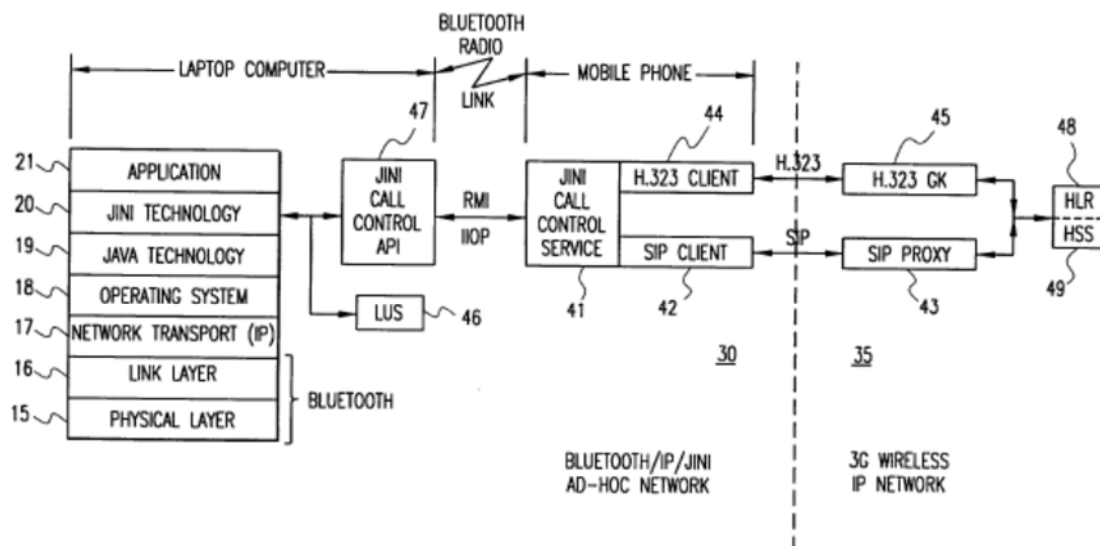 BLUETOOTH
RADIO
LINK
LAPTOP COMPUTER
MOBILE PHONE
47
44
45
48
21
APPLICATION
20
JINI TECHNOLOGY
19
JAVA TECHNOLOGY
18
OPERATING SYSTEM
17
NETWORK TRANSPORT (IP)
16
LINK LAYER
15
PHYSICAL LAYER
BLUETOOTH
JINI
CALL
CONTROL
API
LUS
46
RMI
IIOP
JINI
CALL
CONTROL
SERVICE
41
H.323 CLIENT
SIP CLIENT
42
H.323
SIP
H.323 GK
SIP PROXY
43
HLR
HSS
49
30
35
BLUETOOTH/IP/JINI
AD-HOC NETWORK
3G WIRELESS
IP NETWORK